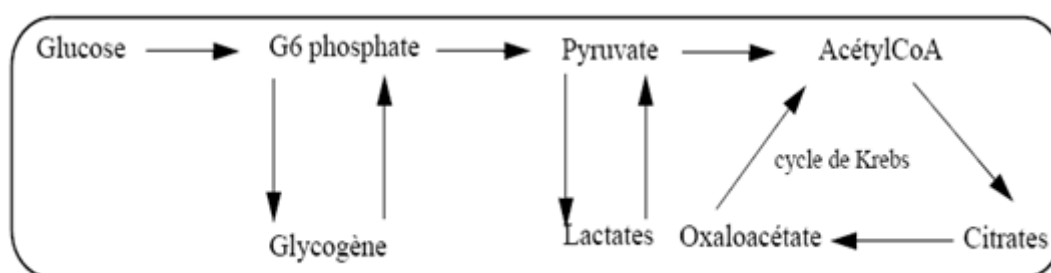 Glucose G6 phosphate Pyruvate AcétylCoA
cycle de Krebs
Glycogène Lactates Oxaloacétate Citrates